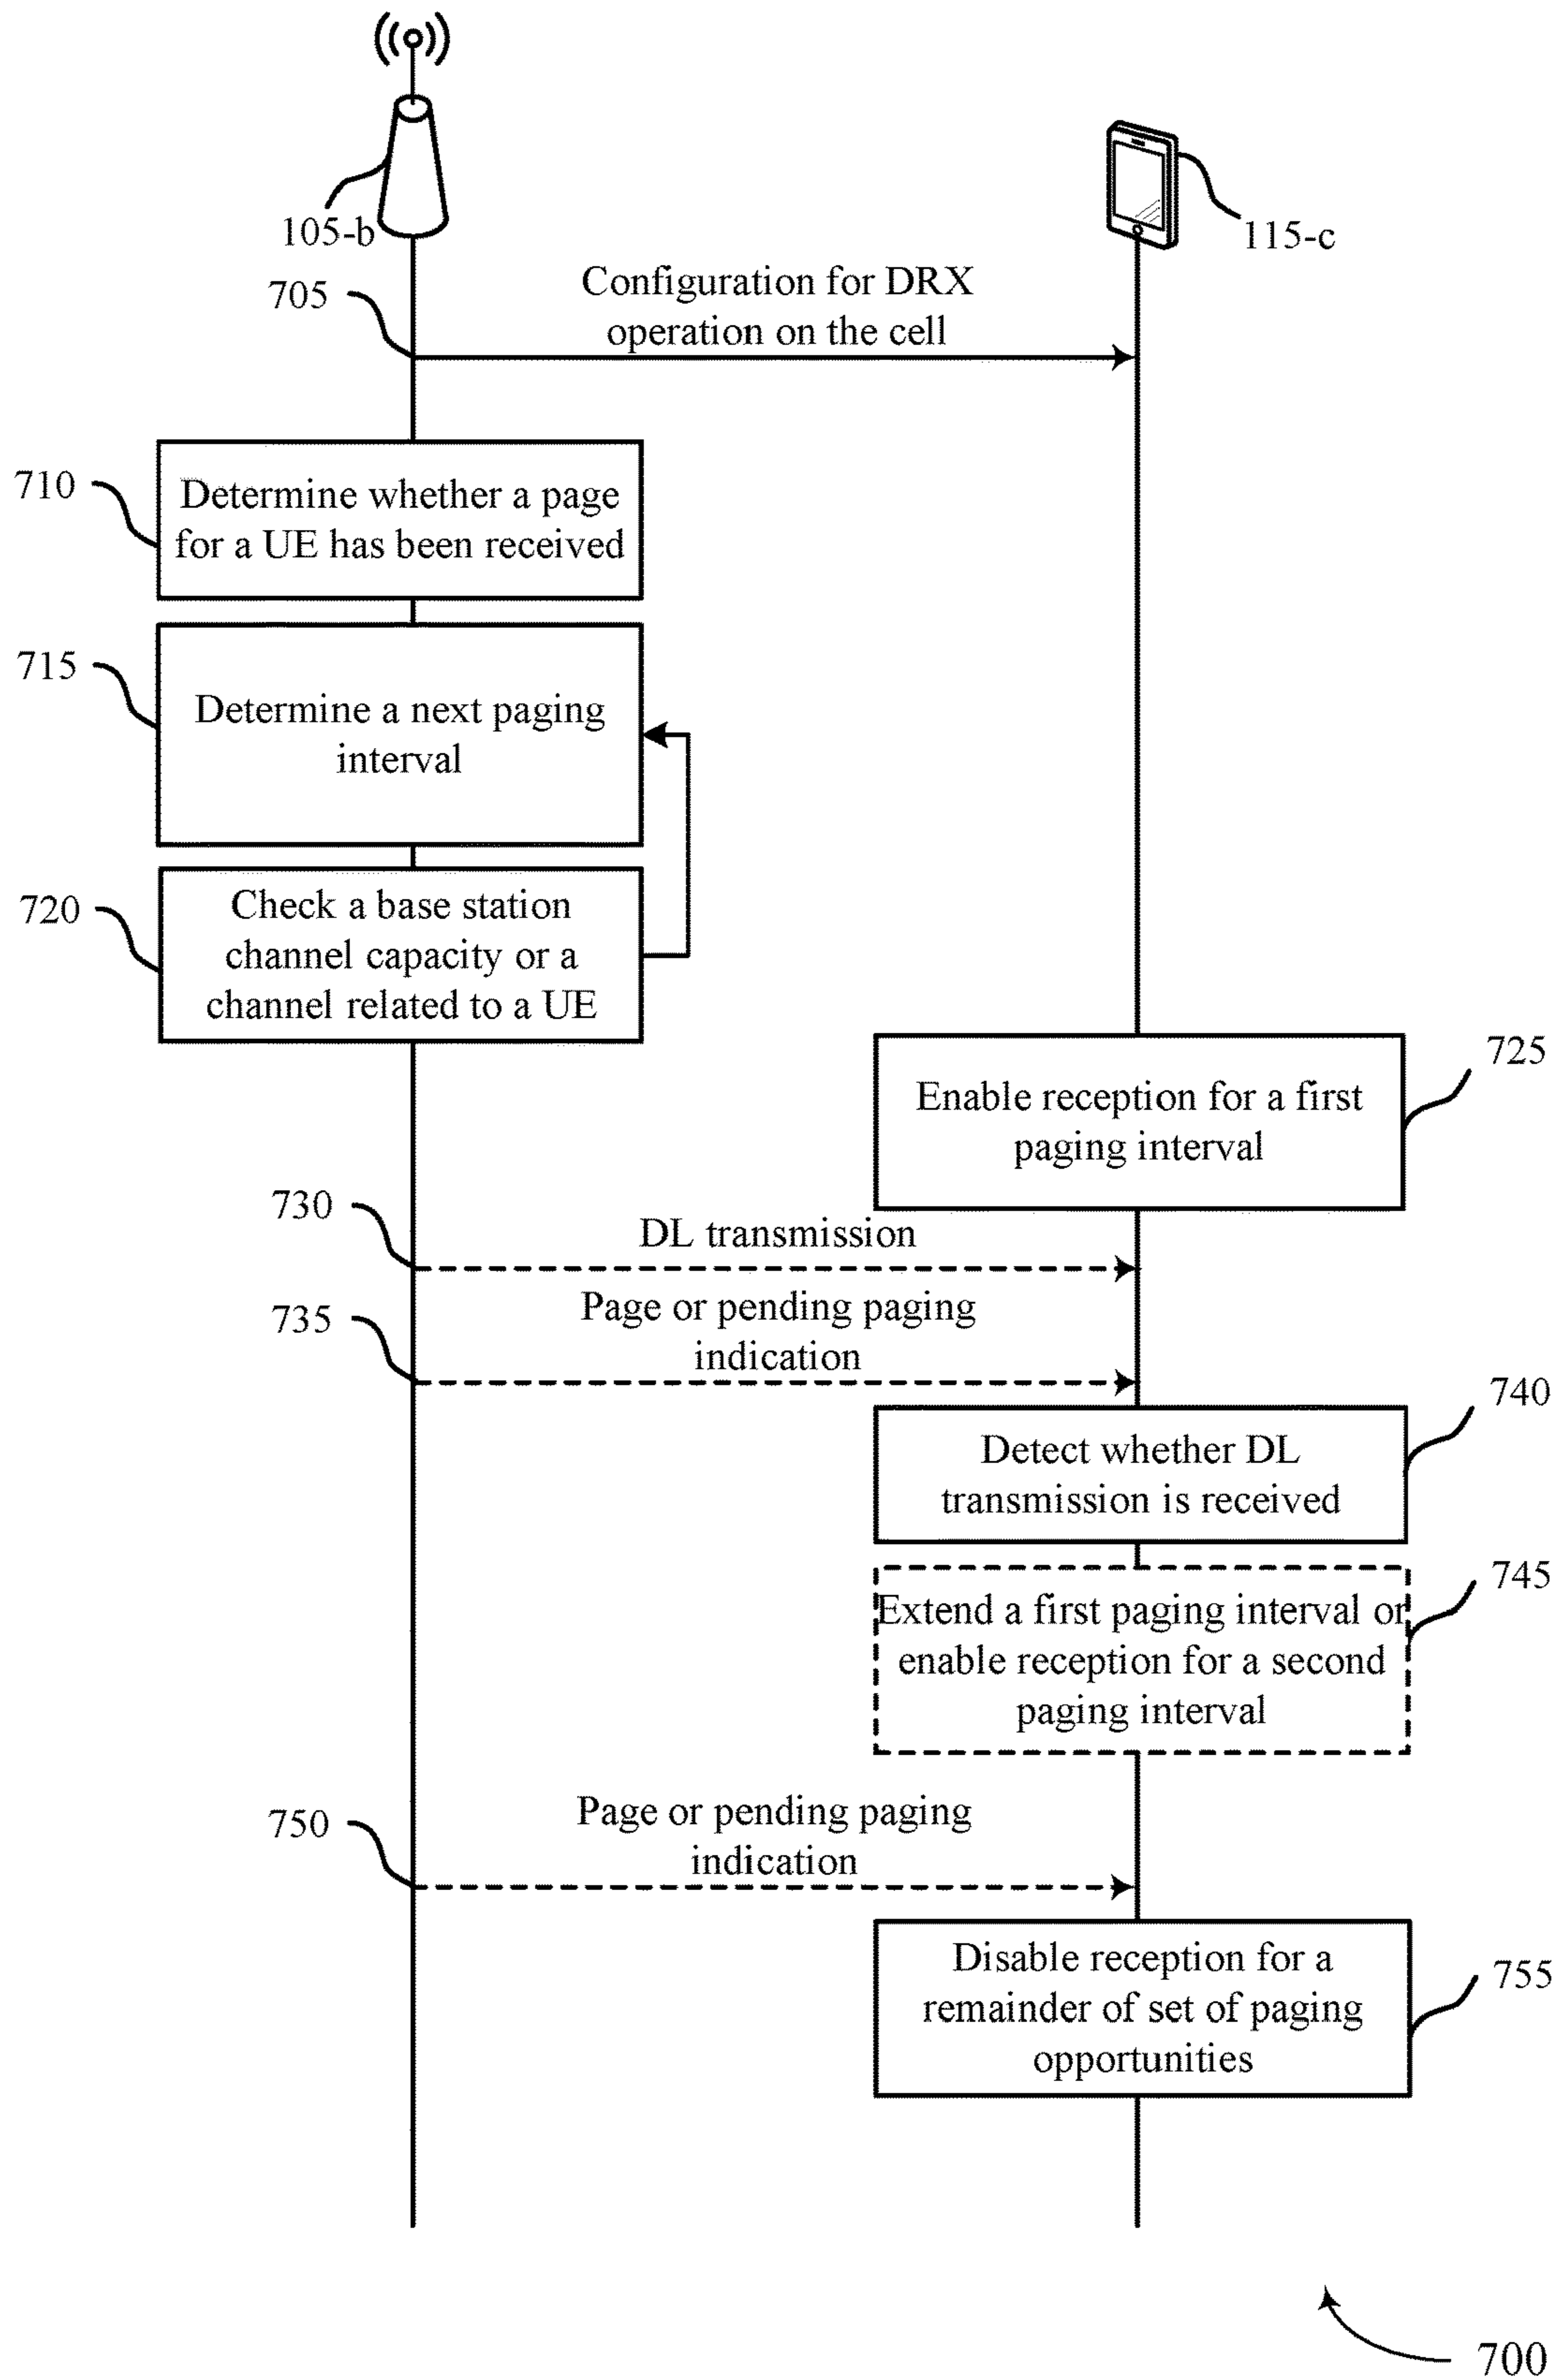 105-b
115-c
705
Configuration for DRX
operation on the cell
710
Determine whether a page
for a UE has been received
715
Determine a next paging
interval
720
Check a base station
channel capacity or a
channel related to a UE
725
Enable reception for a first
paging interval
730
DL transmission
735
Page or pending paging
indication
740
Detect whether DL
transmission is received
745
Extend a first paging interval or
enable reception for a second
paging interval
750
Page or pending paging
indication
755
Disable reception for a
remainder of set of paging
opportunities
700